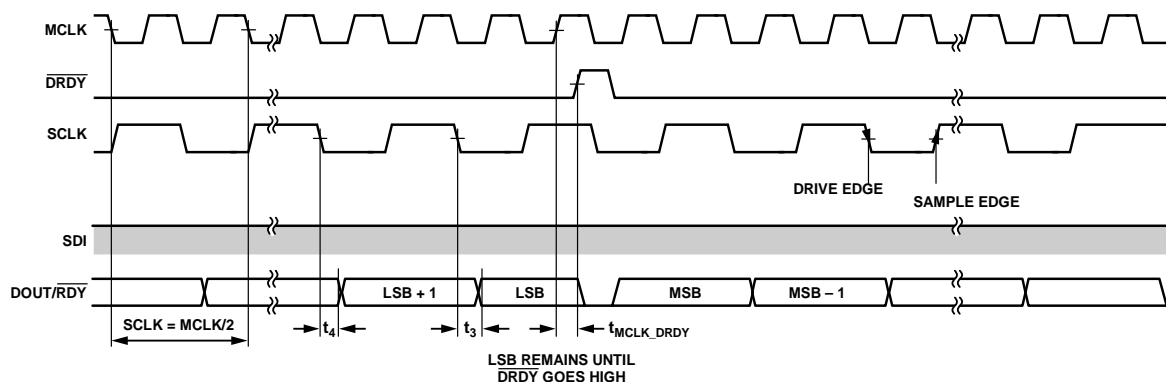 MCLK
DRDY
SCLK
DRIVE EDGE
SAMPLE EDGE
SDI
DOUT/RDY
LSB + 1
LSB
MSB
MSB – 1
SCLK = MCLK/2
t4
t3
tMCLK_DRDY
LSB REMAINS UNTIL
DRDY GOES HIGH